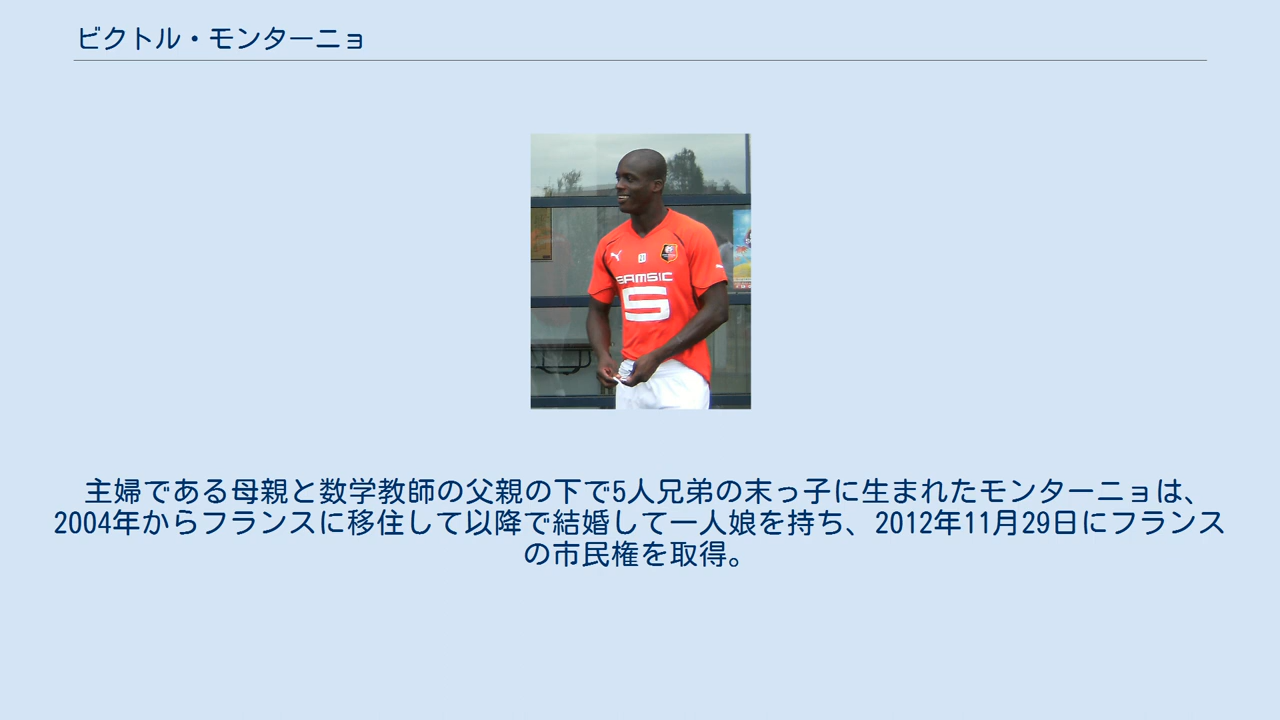 ビクトル・モンターニョ
SAMSIC
主婦である母親と数学教師の父親の下で5人兄弟の末っ子に生まれたモンターニョは、
2004年からフランスに移住して以降で結婚して一人娘を持ち、2012年11月29日にフランス
の市民権を取得。